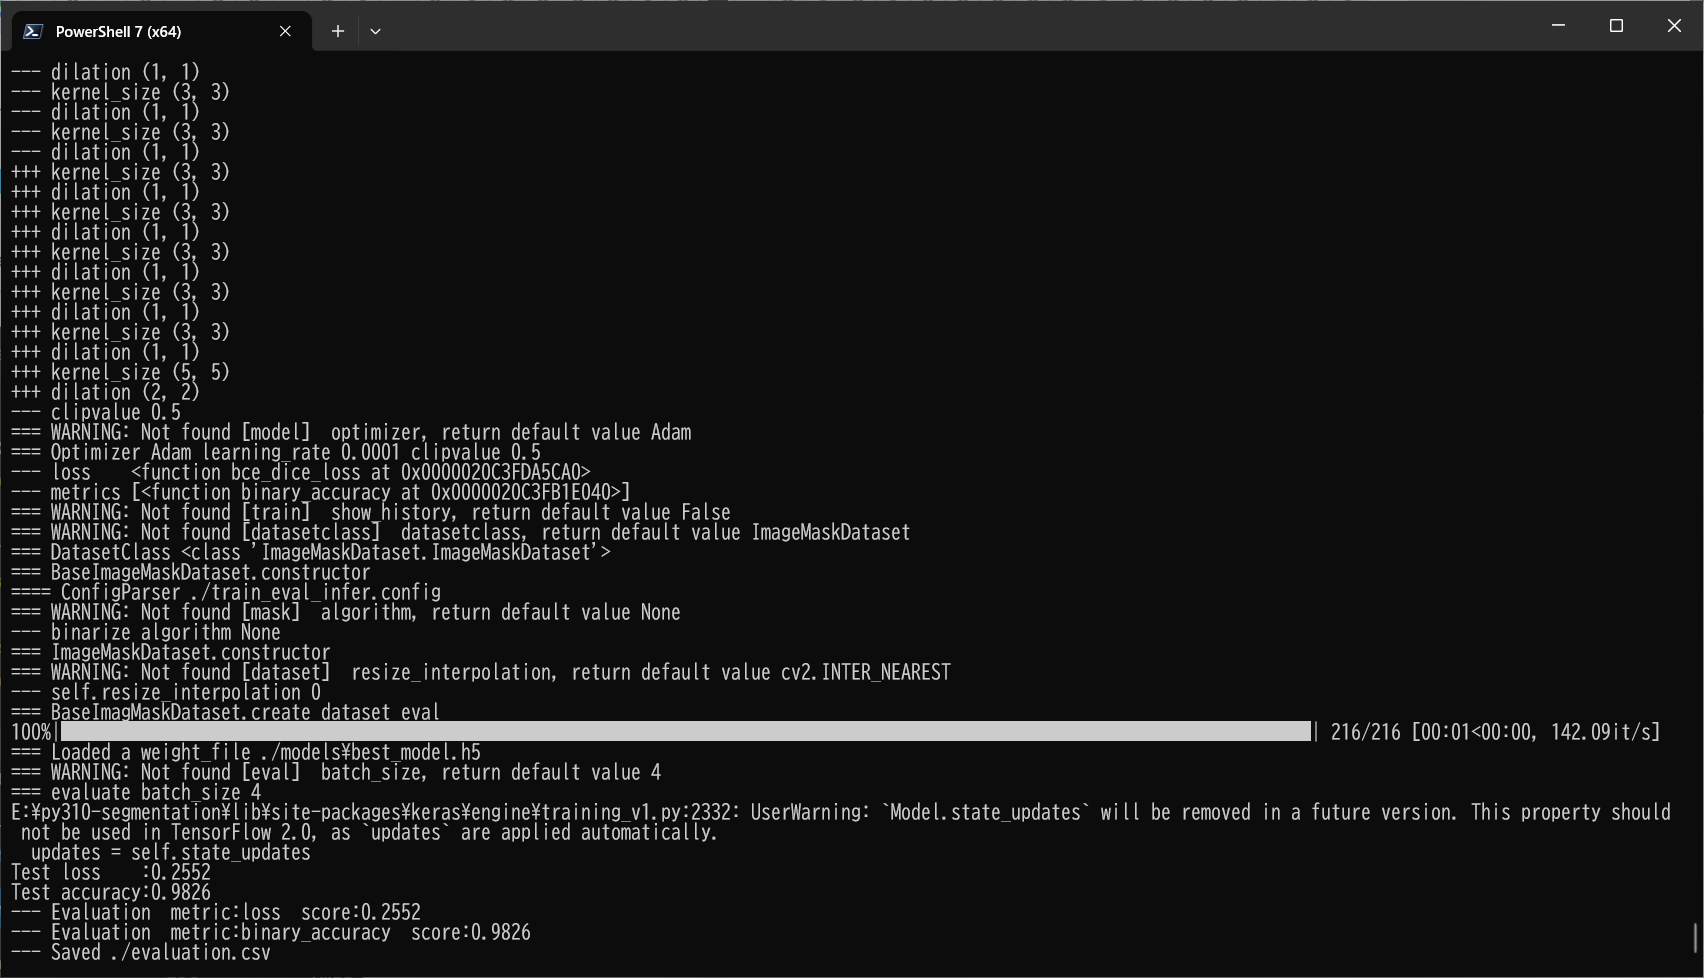 PowerShell 7 (x64)
--- dilation (1, 1)
--- kernel_size (3, 3)
--- dilation (1, 1)
--- kernel_size (3, 3)
--- dilation (1, 1)
+++ kernel_size (3, 3)
+++ dilation (1, 1)
+++ kernel_size (3, 3)
+++ dilation (1, 1)
+++ kernel_size (3, 3)
+++ dilation (1, 1)
+++ kernel_size (3, 3)
+++ dilation (1, 1)
+++ kernel_size (3, 3)
+++ dilation (1, 1)
+++ kernel_size (5, 5)
+++ dilation (2, 2)
--- clipvalue 0.5
=== WARNING: Not found [model]  optimizer, return default value Adam
=== Optimizer Adam learning_rate 0.0001 clipvalue 0.5
--- loss    <function bce_dice_loss at 0x0000020C3FDA5CA0>
--- metrics [<function binary_accuracy at 0x0000020C3FB1E040>]
=== WARNING: Not found [train]  show_history, return default value False
=== WARNING: Not found [datasetclass]  datasetclass, return default value ImageMaskDataset
=== DatasetClass <class 'ImageMaskDataset.ImageMaskDataset'>
=== BaseImageMaskDataset.constructor
==== ConfigParser ./train_eval_infer.config
=== WARNING: Not found [mask]  algorithm, return default value None
--- binarize algorithm None
=== ImageMaskDataset.constructor
=== WARNING: Not found [dataset]  resize_interpolation, return default value cv2.INTER_NEAREST
--- self.resize_interpolation 0
=== BaseImagMaskDataset.create dataset eval
100%| | 216/216 [00:01<00:00, 142.09it/s]
=== Loaded a weight_file ./models¥best_model.h5
=== WARNING: Not found [eval]  batch_size, return default value 4
=== evaluate batch_size 4
E:¥py310-segmentation¥lib¥site-packages¥keras¥engine¥training_v1.py:2332: UserWarning: `Model.state_updates` will be removed in a future version. This property should
not be used in TensorFlow 2.0, as `updates` are applied automatically.
updates = self.state_updates
Test loss    :0.2552
Test accuracy:0.9826
--- Evaluation  metric:loss  score:0.2552
--- Evaluation  metric:binary_accuracy  score:0.9826
--- Saved ./evaluation.csv